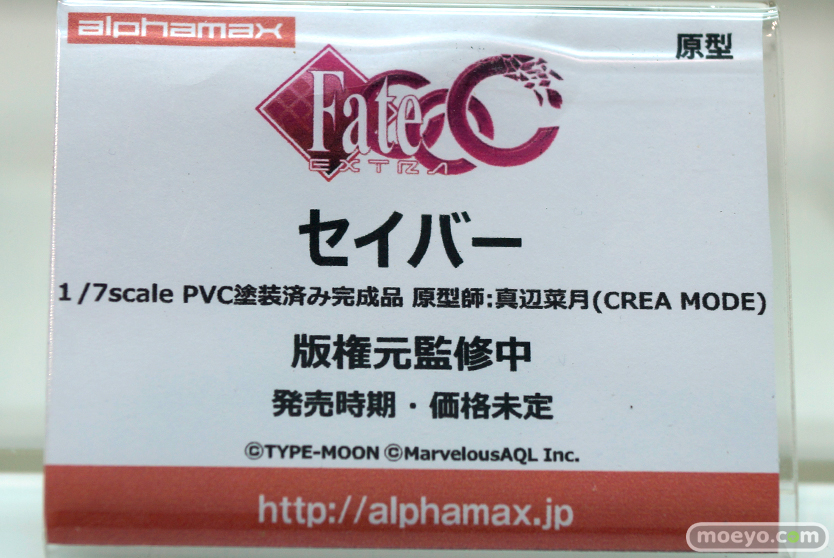 alphamax
原型
Fate
EXTRA CCC
セイバー
1/7scale PVC塗装済み完成品 原型師:真辺菜月(CREA MODE)
版権元監修中
発売時期・価格未定
©TYPE-MOON ©MarvelousAQL Inc.
http://alphamax.jp
moeyo.com